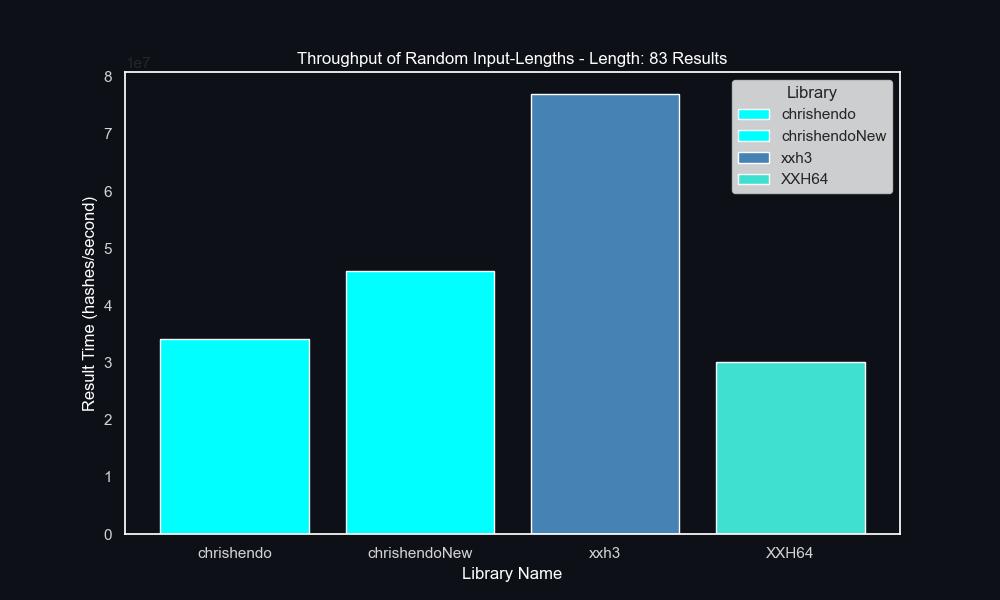 Throughput of Random Input-Lengths - Length: 83 Results
1e7
8
7
6
5
4
3
2
1
0
Result Time (hashes/second)
Library
chrishendo
chrishendoNew
xxh3
XXH64
chrishendo chrishendoNew xxh3 XXH64
Library Name